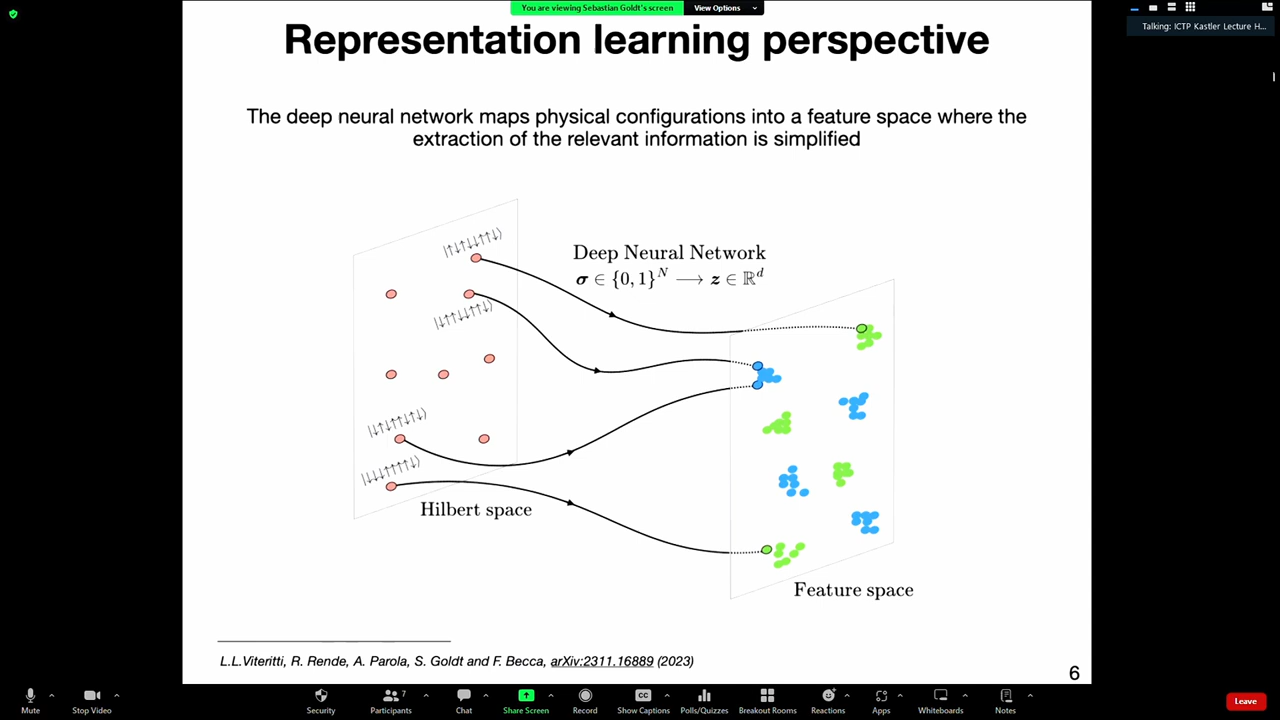 You are viewing Sebastian Goldt's screen
View Options
Talking: ICTP Kastler Lecture H...
Representation learning perspective
The deep neural network maps physical configurations into a feature space where the
extraction of the relevant information is simplified
Deep Neural Network
σ ∈ {0, 1}^N ⟶ z ∈ ℝ^d
Hilbert space
Feature space
L.L.Viteritti, R. Rende, A. Parola, S. Goldt and F. Becca, arXiv:2311.16889 (2023)
6
Mute
Stop Video
Security
Participants
7
Chat
Share Screen
Record
CC
Show Captions
Polls/Quizzes
Breakout Rooms
Reactions
Apps
Whiteboards
Notes
Leave